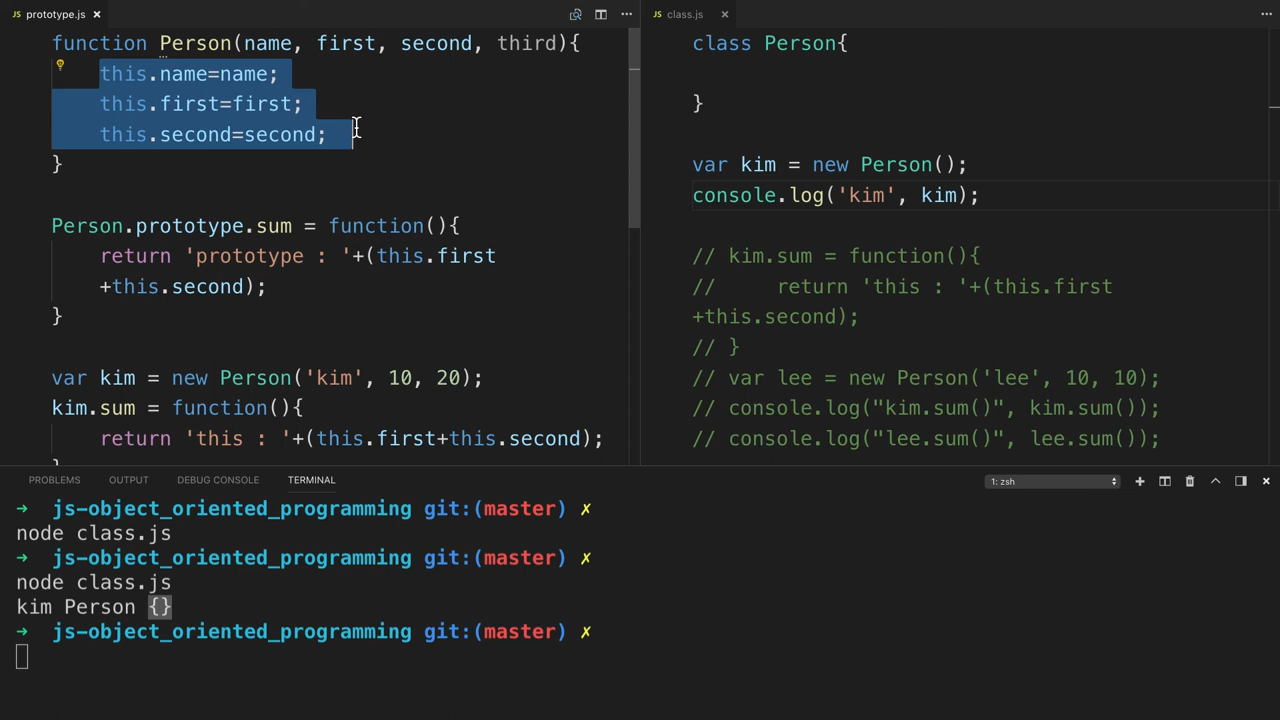 JS prototype.js
function Person(name, first, second, third){
this.name=name;
this.first=first;
this.second=second;
}
Person.prototype.sum = function(){
return 'prototype : '+(this.first
+this.second);
}
var kim = new Person('kim', 10, 20);
kim.sum = function(){
return 'this : '+(this.first+this.second);
}
JS class.js
class Person{
}
var kim = new Person();
console.log('kim', kim);
// kim.sum = function(){
//     return 'this : '+(this.first
+this.second);
// }
// var lee = new Person('lee', 10, 10);
// console.log("kim.sum()", kim.sum());
// console.log("lee.sum()", lee.sum());
PROBLEMS OUTPUT DEBUG CONSOLE TERMINAL 1: zsh
➜ js-object_oriented_programming git:(master) ✗
node class.js
➜ js-object_oriented_programming git:(master) ✗
node class.js
kim Person {}
➜ js-object_oriented_programming git:(master) ✗